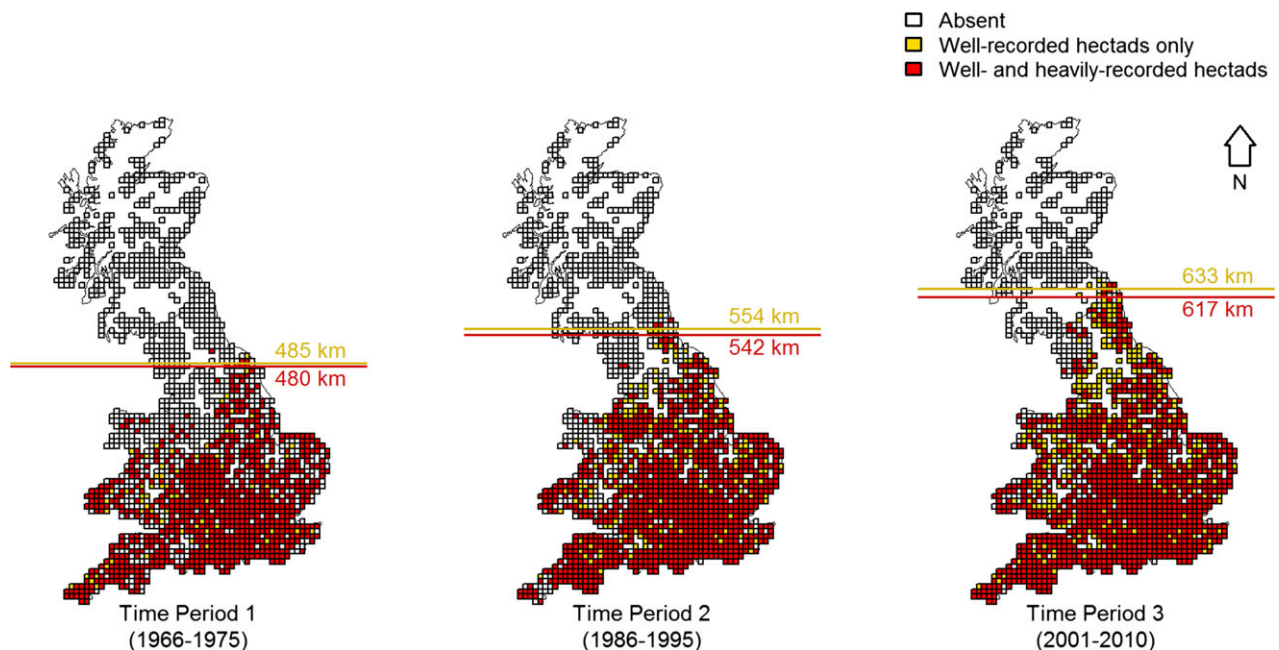 Absent
Well-recorded hectads only
Well- and heavily-recorded hectads
N
485 km
480 km
554 km
542 km
633 km
617 km
Time Period 1
(1966-1975)
Time Period 2
(1986-1995)
Time Period 3
(2001-2010)